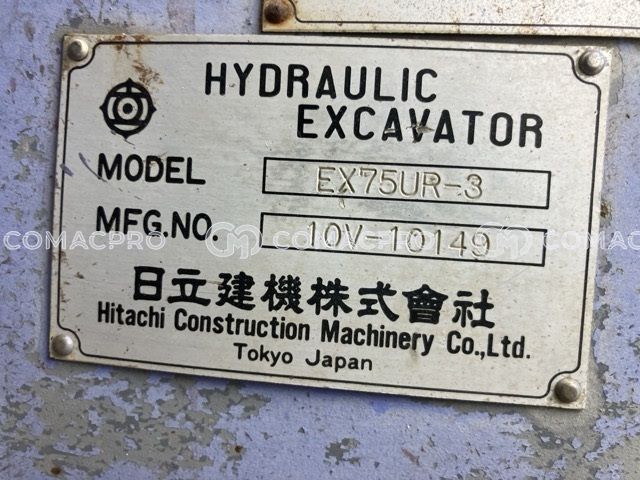 HYDRAULIC
EXCAVATOR
MODEL EX75UR-3
MFG.NO. 10V-10149
COMACPRO COMACPRO
日立建機株式會社
Hitachi Construction Machinery Co.,Ltd.
Tokyo Japan